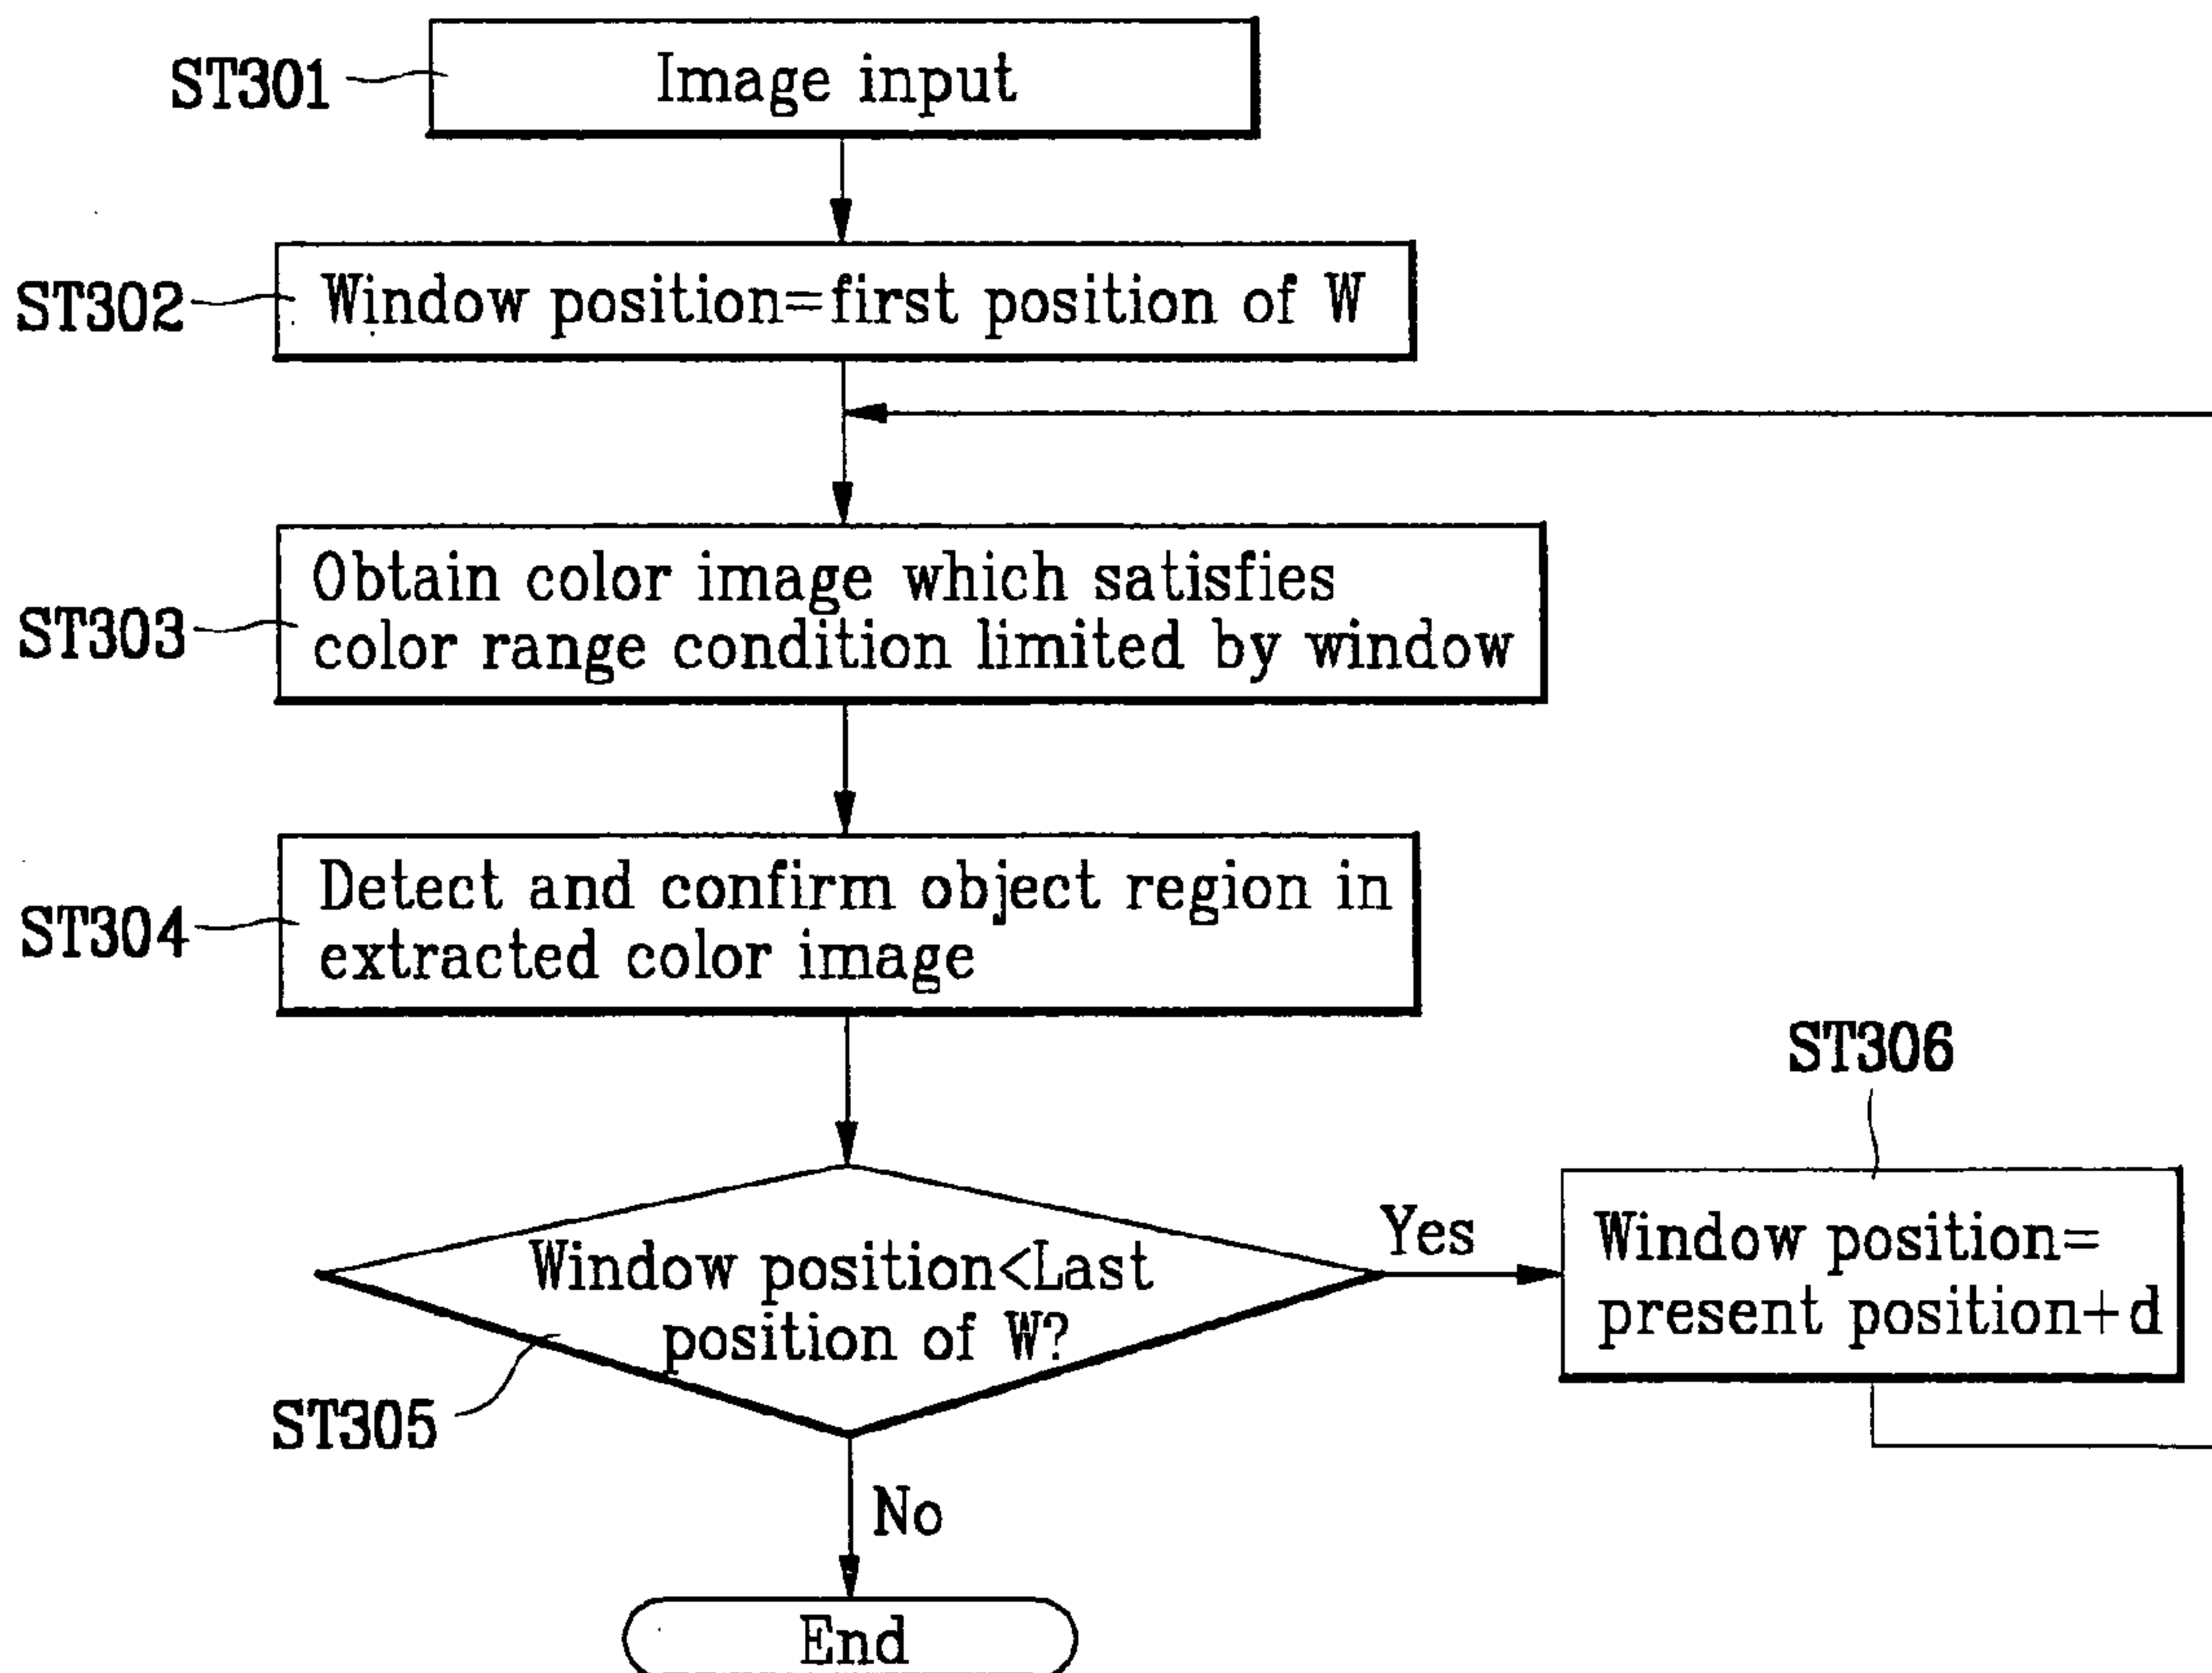 ST301
Image input
ST302
Window position=first position of W
ST303
Obtain color image which satisfies
color range condition limited by window
ST304
Detect and confirm object region in
extracted color image
ST306
Yes
Window position<Last
position of W?
Window position=
present position+d
ST305
No
End